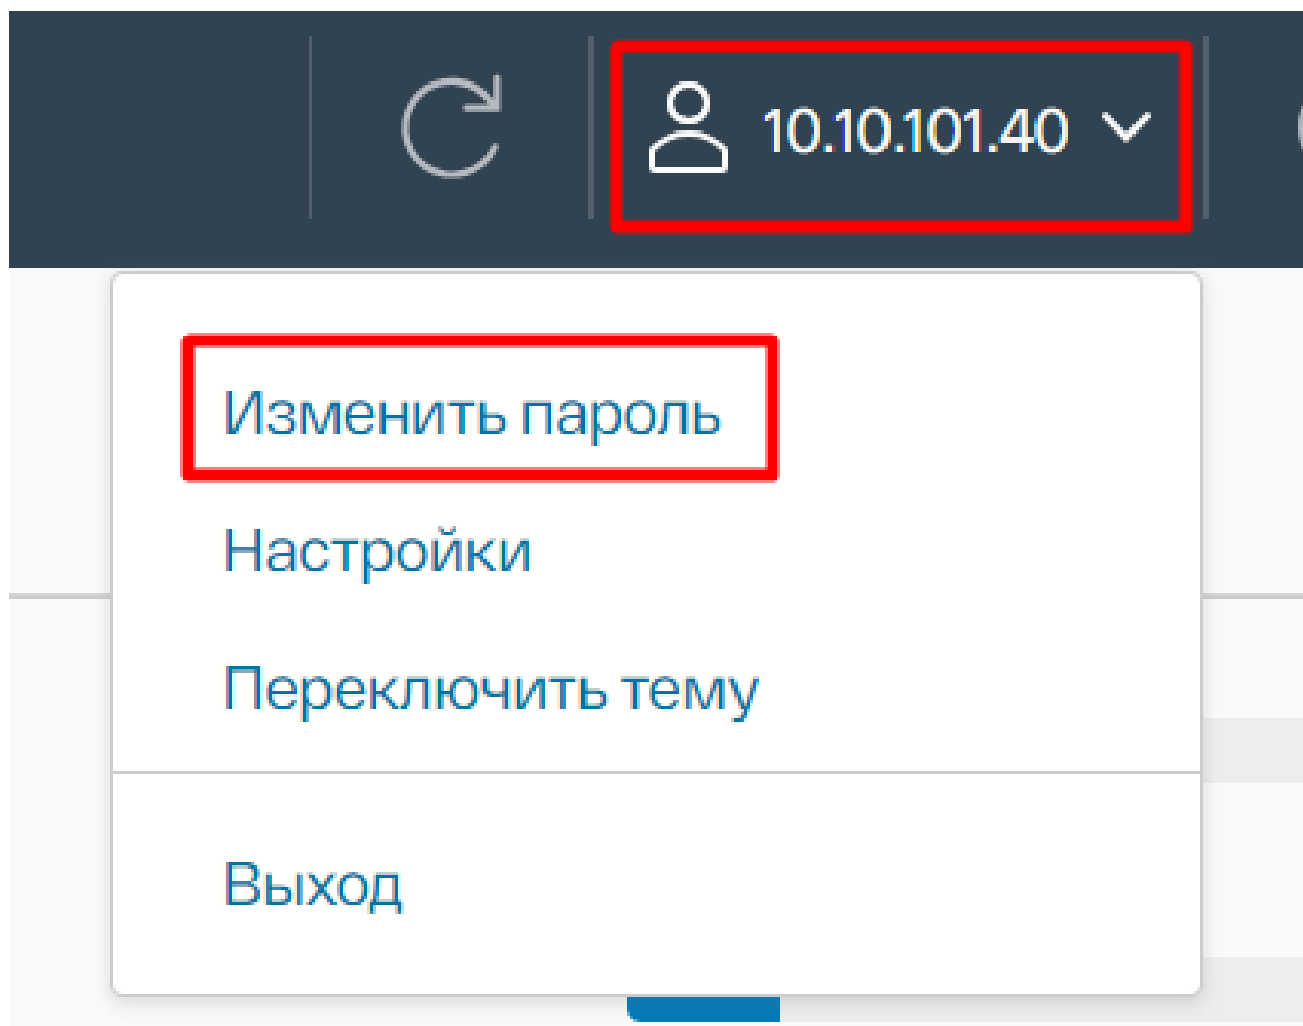 10.10.101.40
Изменить пароль
Настройки
Переключить тему
Выход